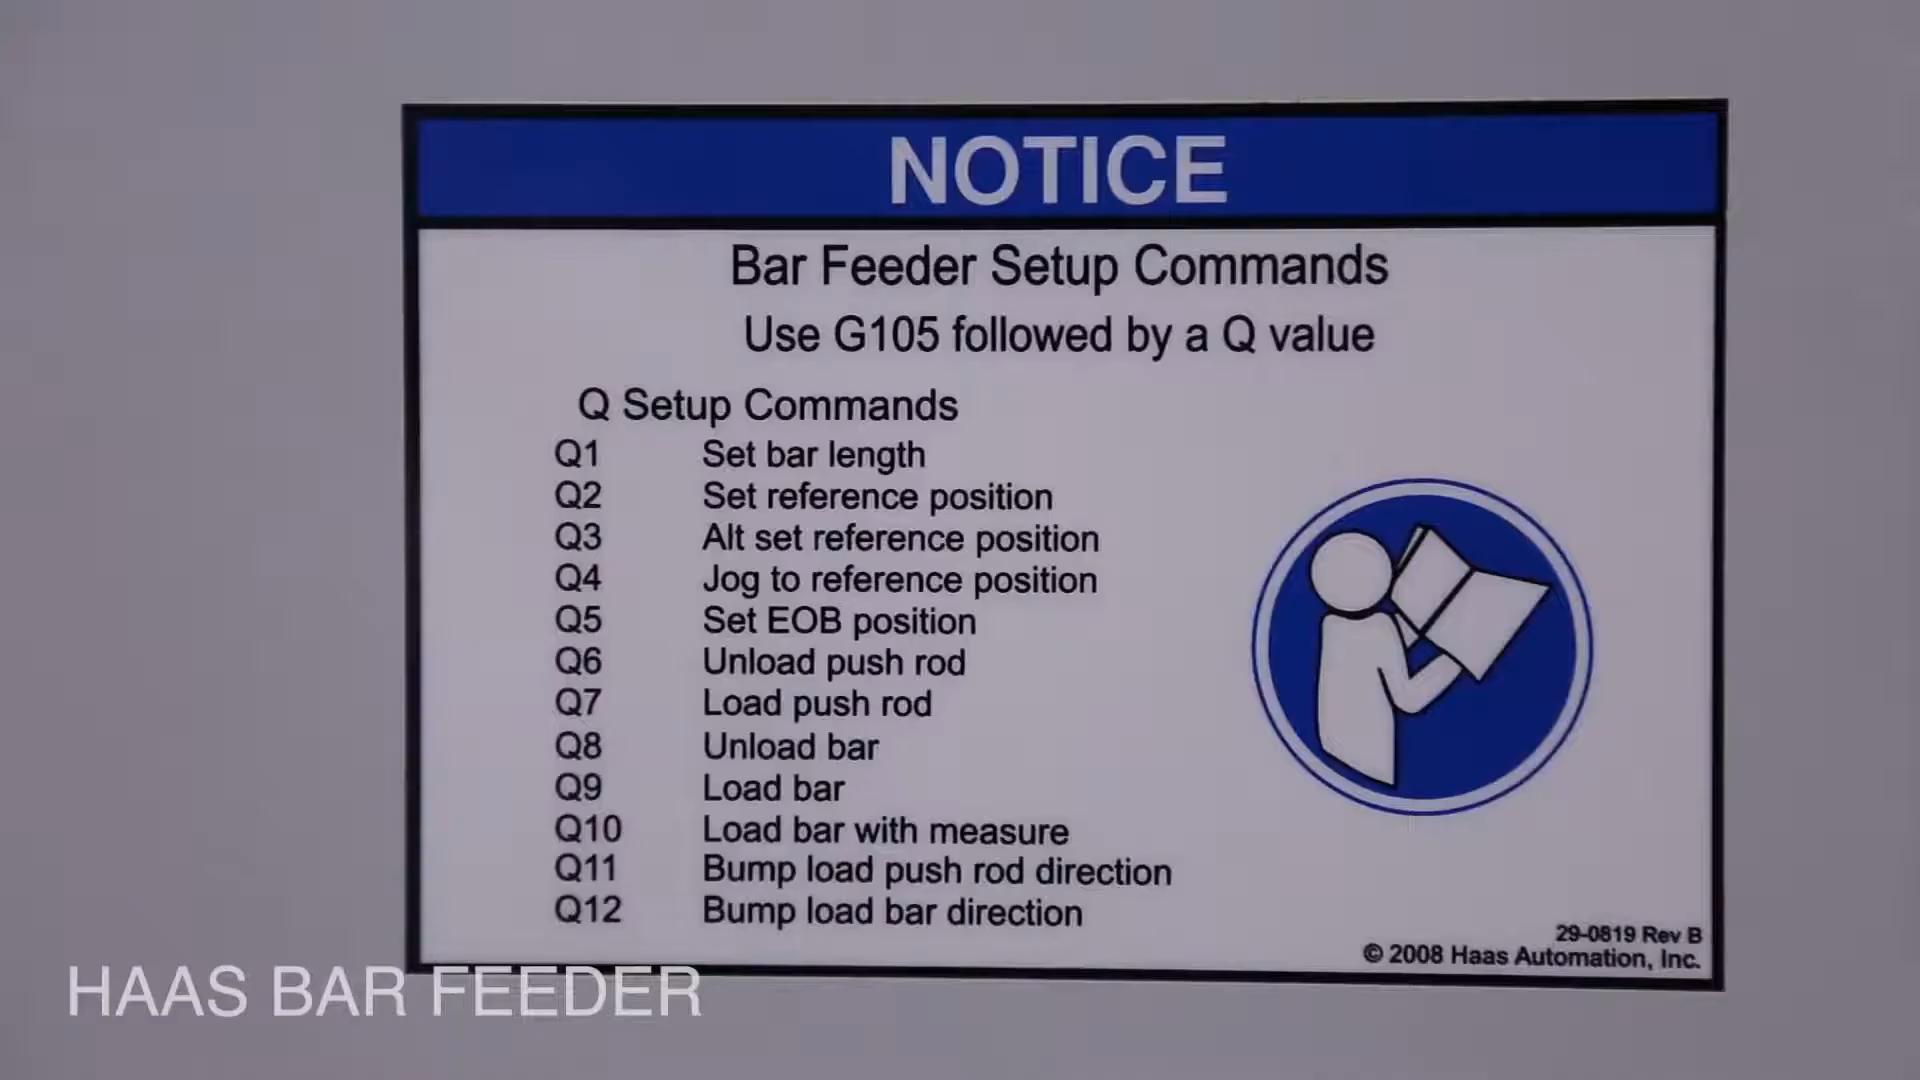 NOTICE
Bar Feeder Setup Commands
Use G105 followed by a Q value
Q Setup Commands
Q1 Set bar length
Q2 Set reference position
Q3 Alt set reference position
Q4 Jog to reference position
Q5 Set EOB position
Q6 Unload push rod
Q7 Load push rod
Q8 Unload bar
Q9 Load bar
Q10 Load bar with measure
Q11 Bump load push rod direction
Q12 Bump load bar direction
29-0819 Rev B
© 2008 Haas Automation, Inc.
HAAS BAR FEEDER